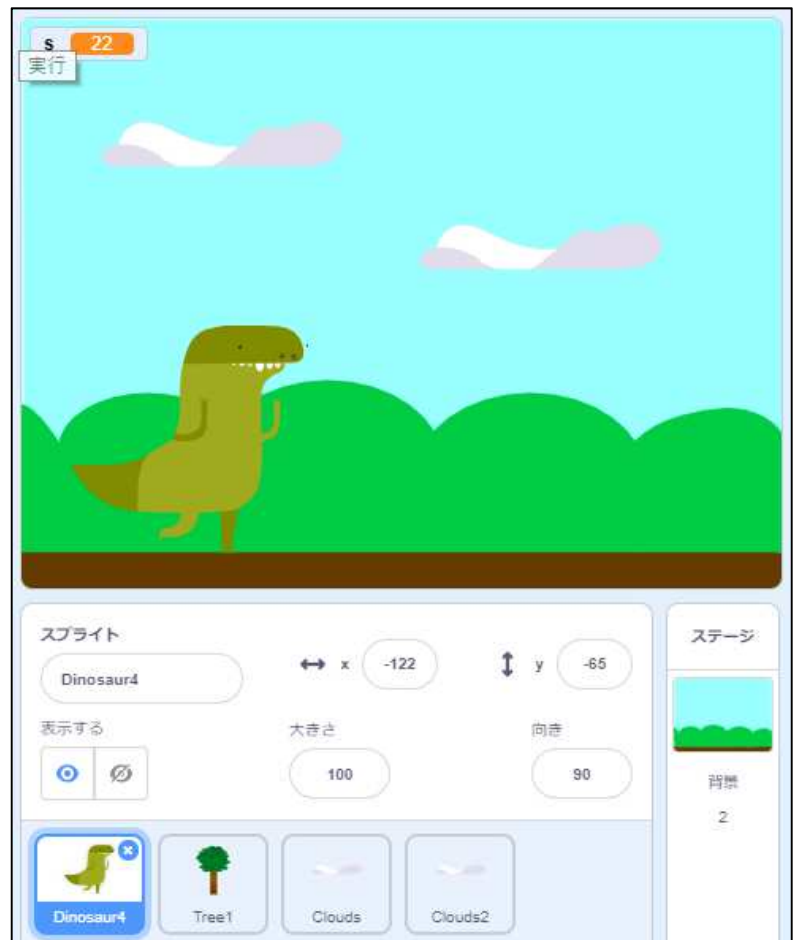 s 22
実行
スプライト
Dinosaur4
x -122
y -65
表示する
大きさ
100
向き
90
ステージ
背景
2
Dinosaur4
Tree1
Clouds
Clouds2